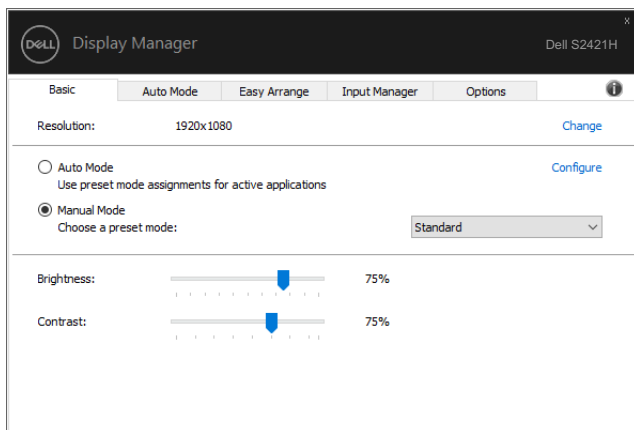 x
DELL Display Manager Dell S2421H
Basic Auto Mode Easy Arrange Input Manager Options i
Resolution: 1920x1080 Change
Auto Mode Configure
Use preset mode assignments for active applications
Manual Mode
Choose a preset mode: Standard
Brightness: 75%
Contrast: 75%